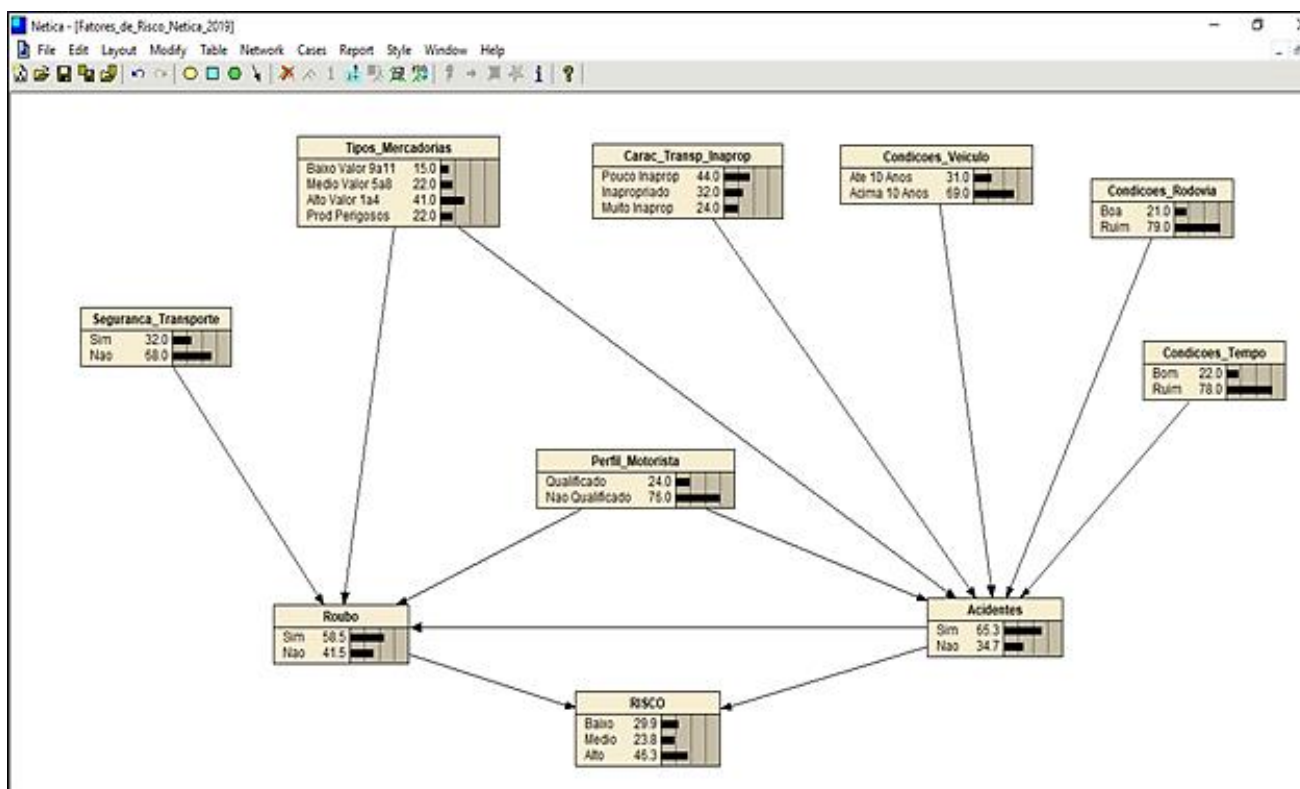 Netica - [Fatores_de_Risco_Netica_2019]
File Edit Layout Modify Table Network Cases Report Style Window Help
Tipos_Mercadorias
Baixo Valor 9a11 15.0
Medio Valor 5a8 22.0
Alto Valor 1a4 41.0
Prod Perigosos 22.0
Carac_Transp_Inaprop
Pouco Inaprop 44.0
Inapropriado 32.0
Muito Inaprop 24.0
Condicoes_Veiculo
Ate 10 Anos 31.0
Acima 10 Anos 69.0
Condicoes_Rodovia
Boa 21.0
Ruim 79.0
Seguranca_Transporte
Sim 32.0
Nao 68.0
Condicoes_Tempo
Bom 22.0
Ruim 78.0
Perfil_Motorista
Qualificado 24.0
Nao Qualificado 76.0
Roubo
Sim 58.5
Nao 41.5
Acidentes
Sim 65.3
Nao 34.7
RISCO
Baixo 29.9
Medio 23.8
Alto 46.3